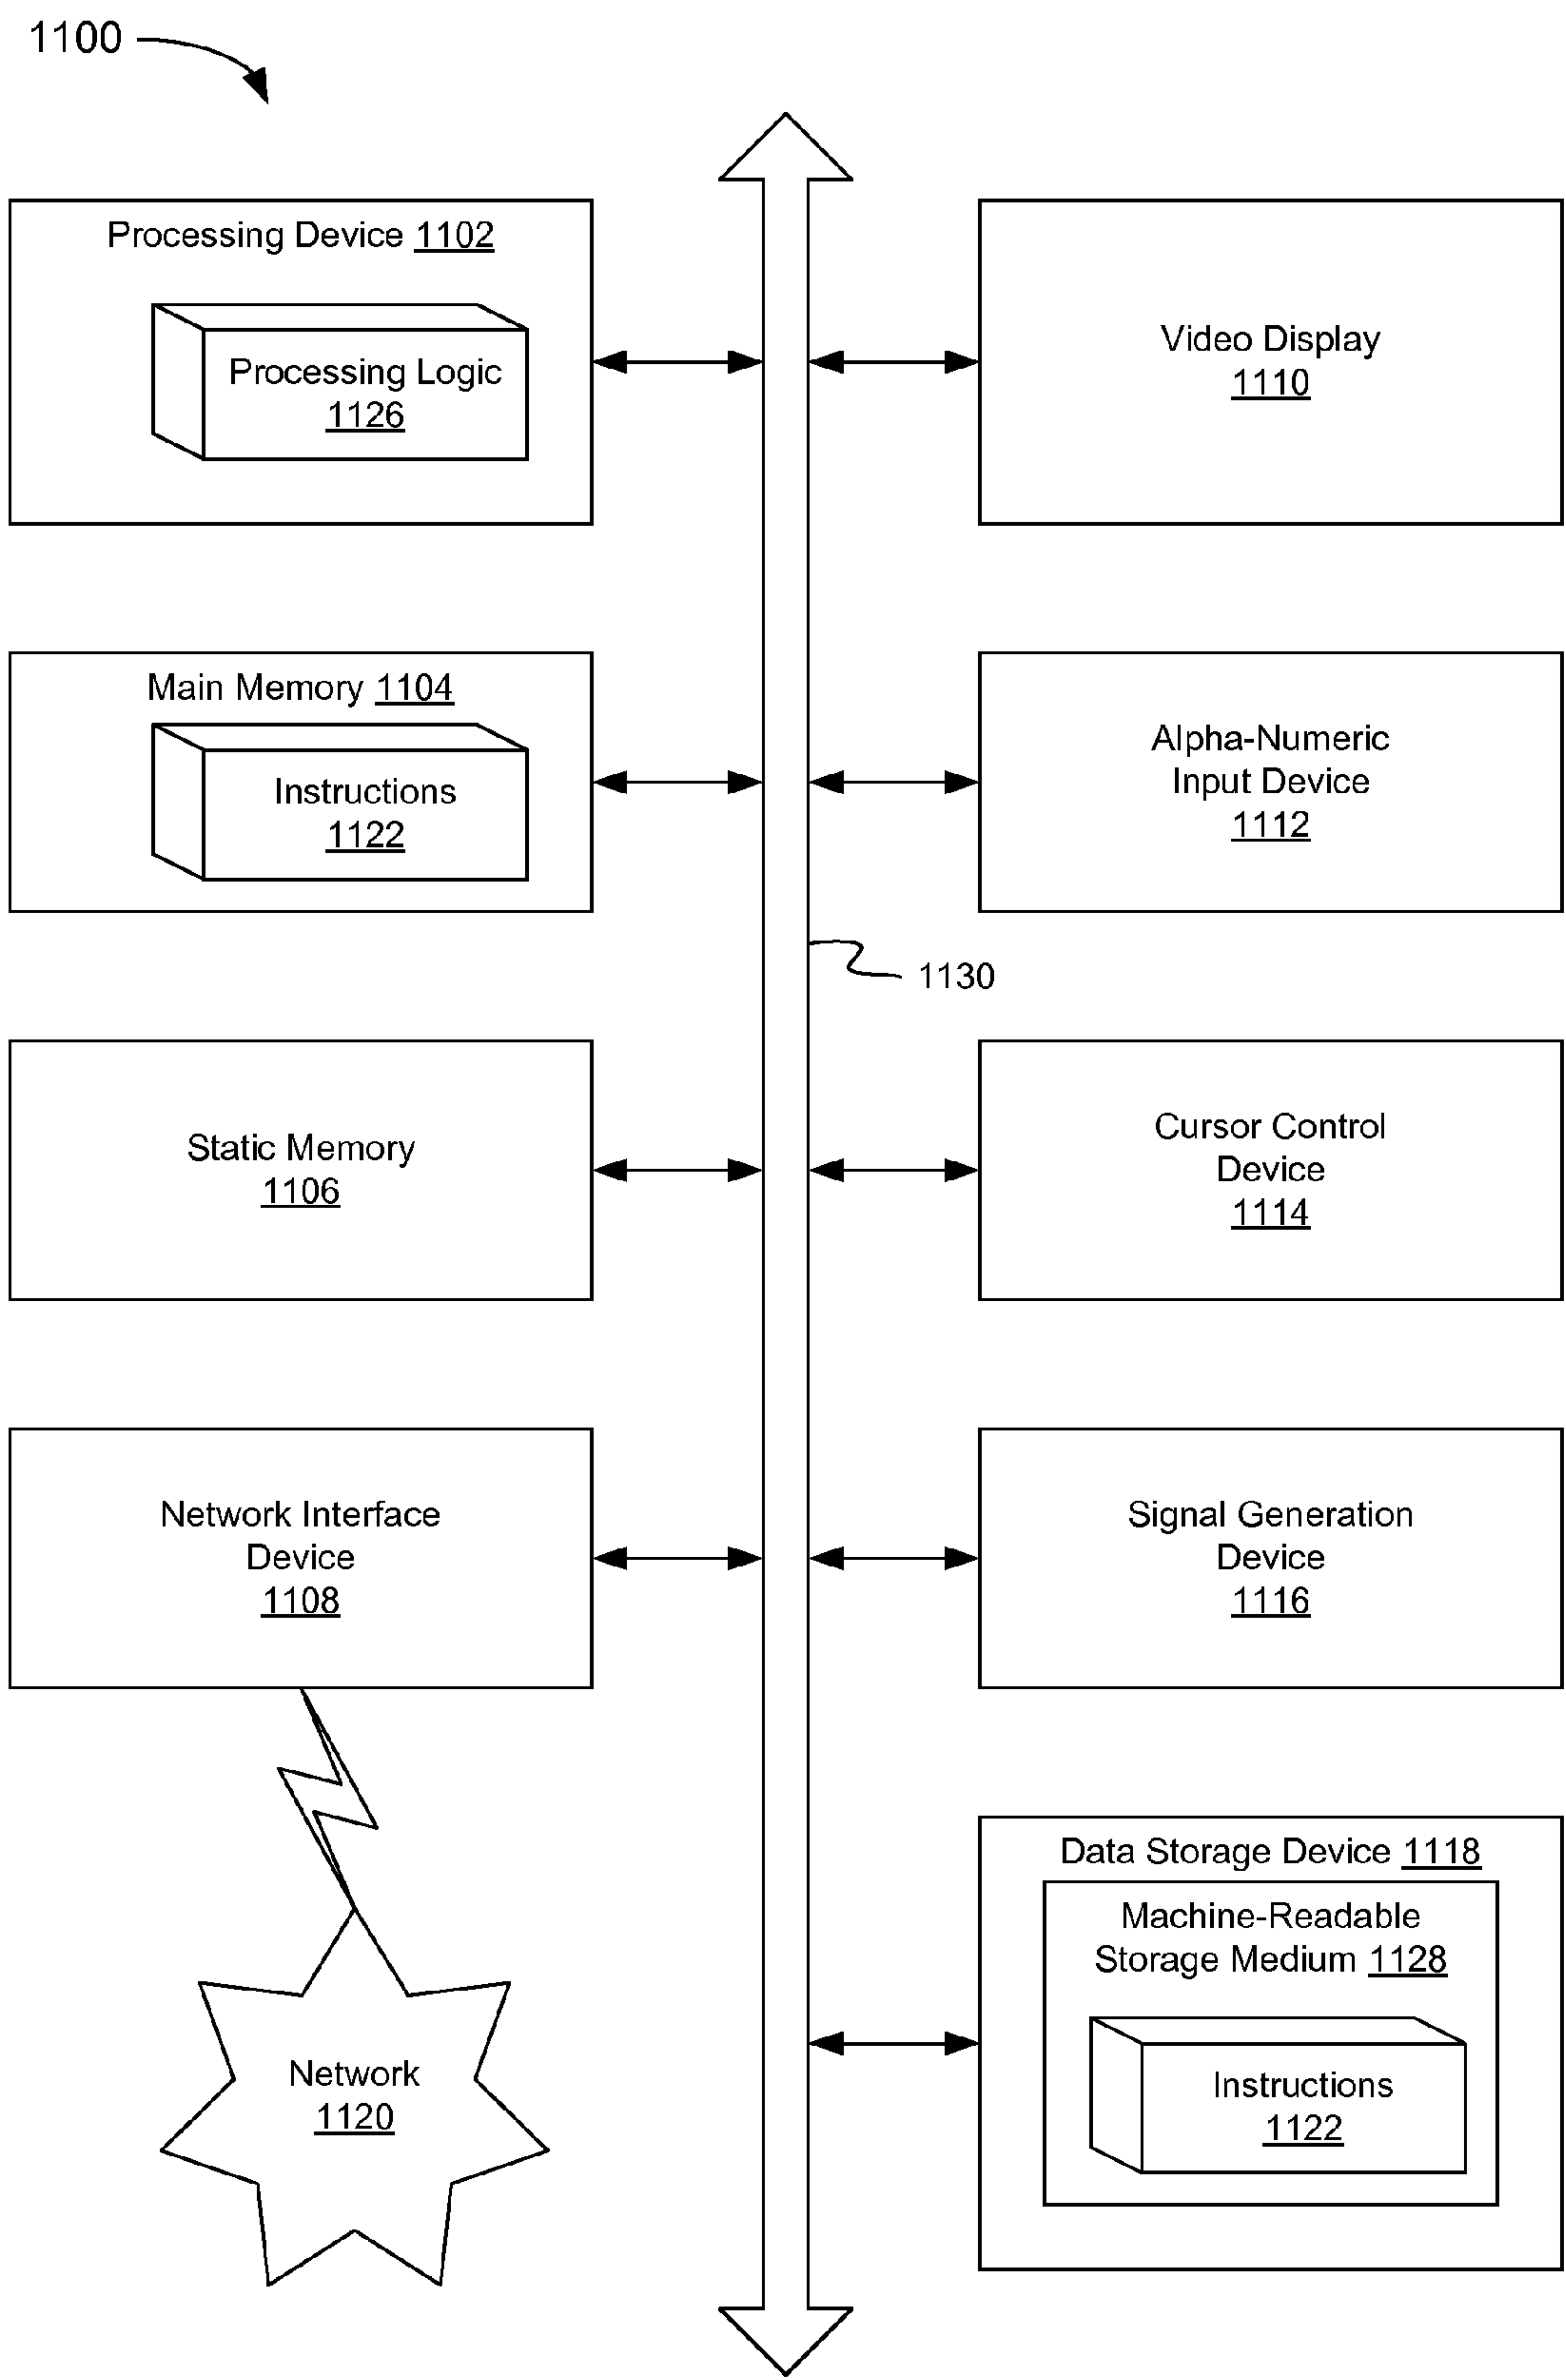 1100
Processing Device 1102
Processing Logic
1126
Video Display
1110
Main Memory 1104
Instructions
1122
Alpha-Numeric
Input Device
1112
1130
Static Memory
1106
Cursor Control
Device
1114
Network Interface
Device
1108
Signal Generation
Device
1116
Data Storage Device 1118
Machine-Readable
Storage Medium 1128
Instructions
1122
Network
1120